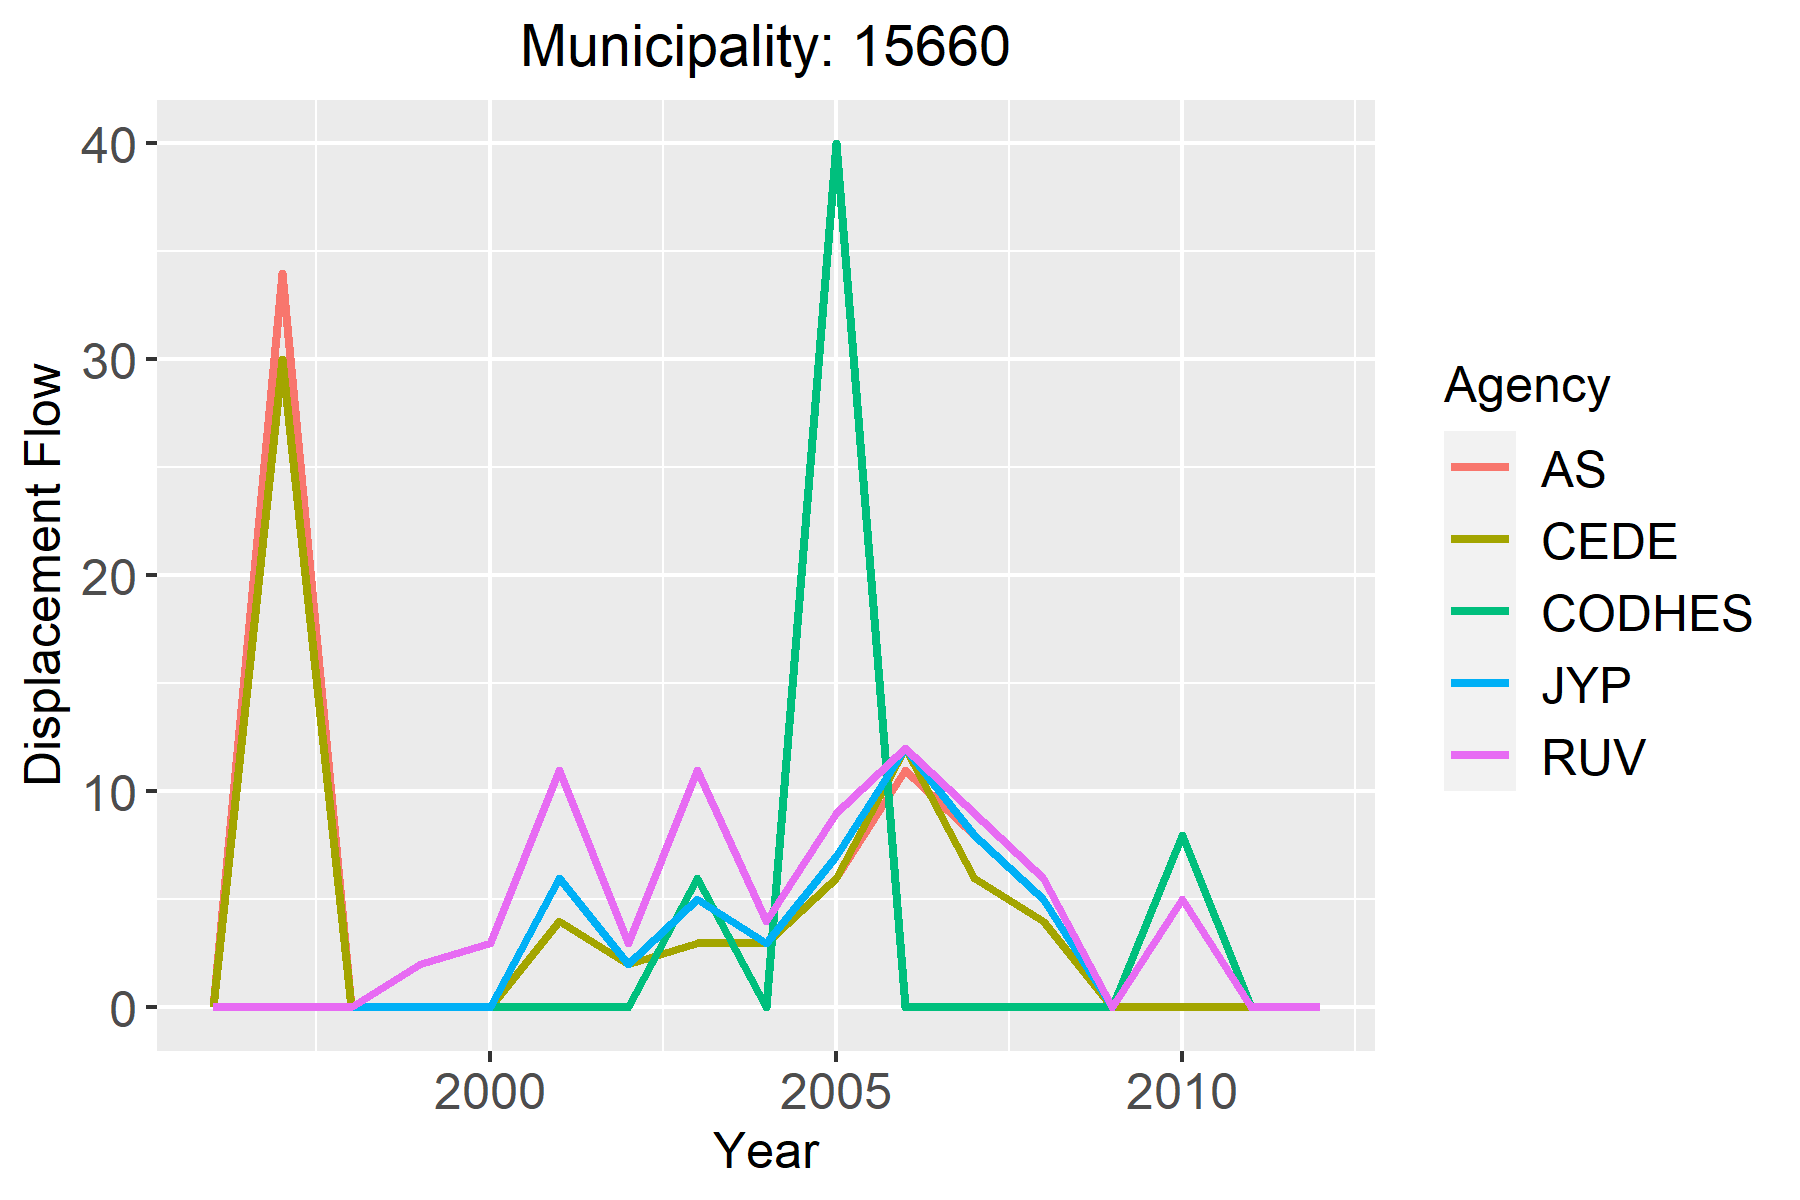 Municipality: 15660
40
30
20
10
0
Displacement Flow
2000
2005
2010
Year
Agency
AS
CEDE
CODHES
JYP
RUV